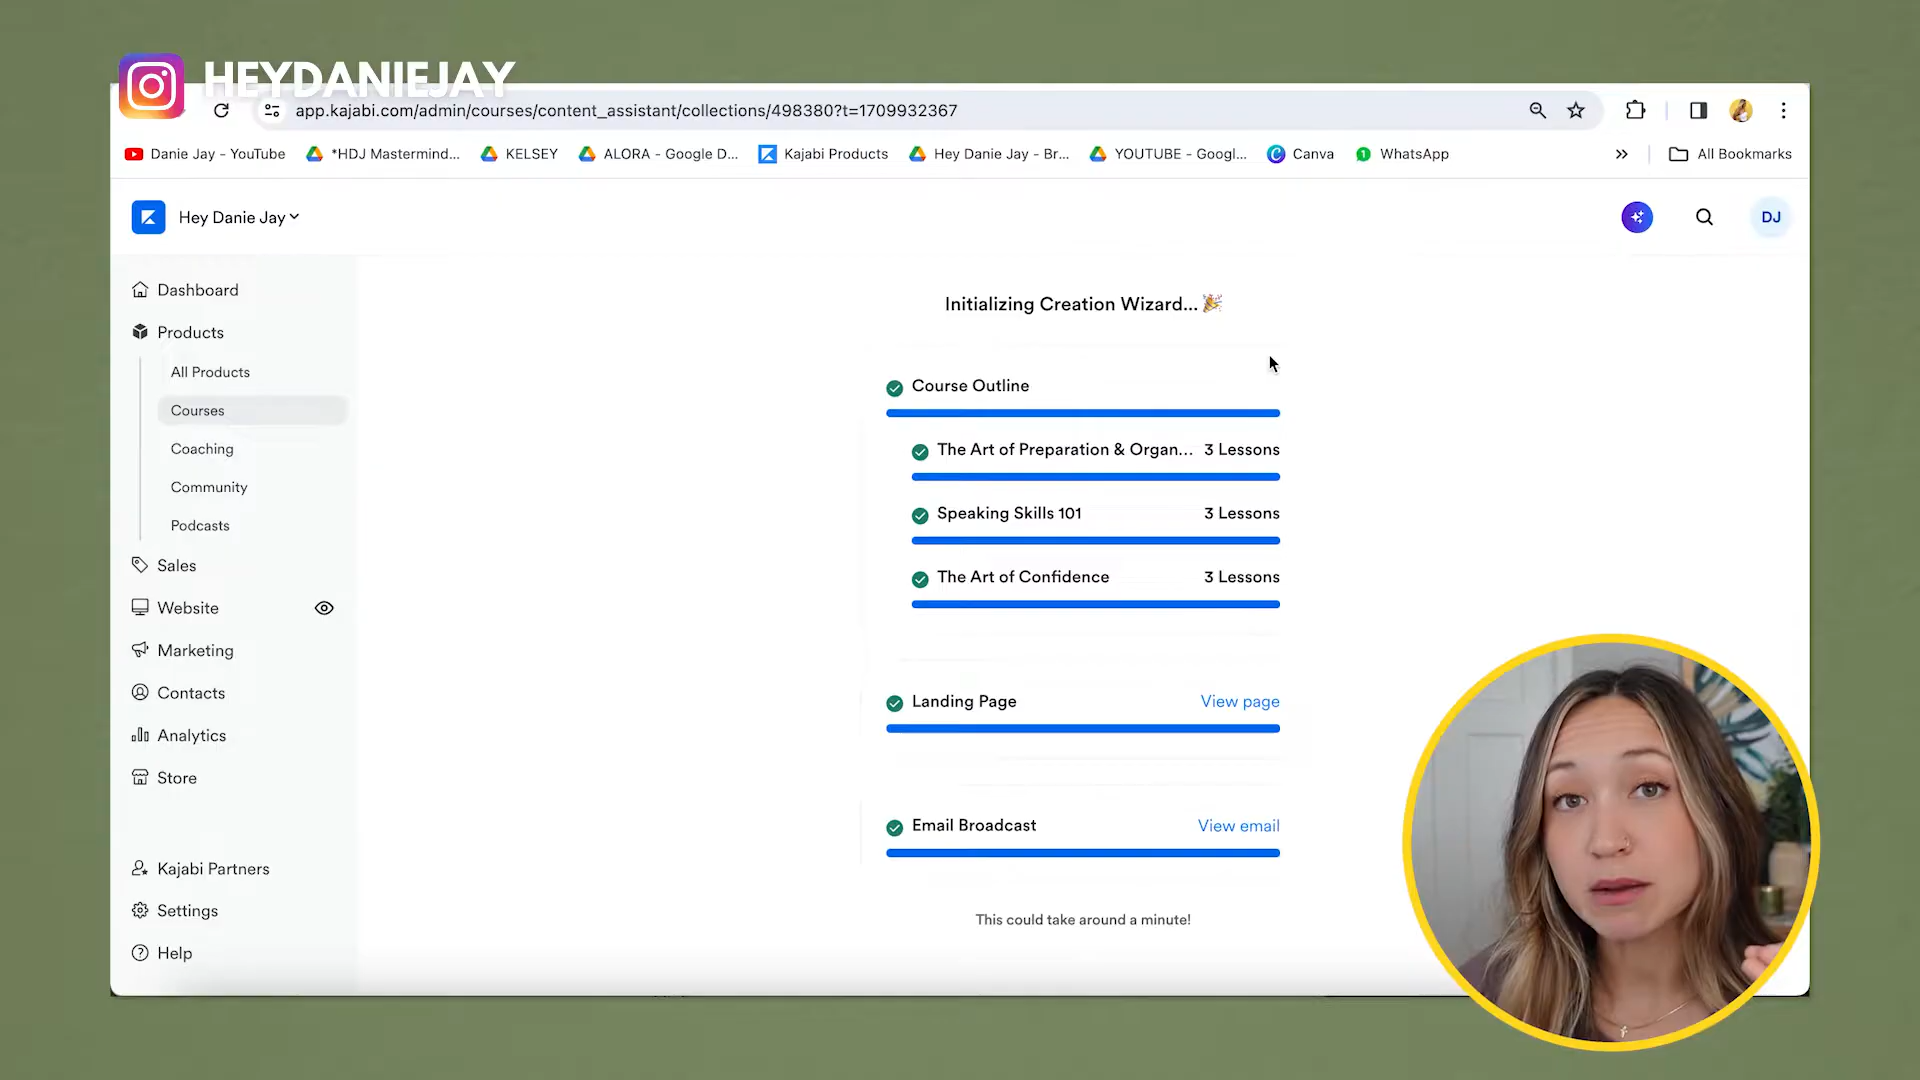 HEYDANIEJAY
app.kajabi.com/admin/courses/content_assistant/collections/498380?t=1709932367
Danie Jay - YouTube
*HDJ Mastermind...
KELSEY
ALORA - Google D...
Kajabi Products
Hey Danie Jay - Br...
YOUTUBE - Googl...
Canva
1
WhatsApp
All Bookmarks
Hey Danie Jay
DJ
Dashboard
Products
All Products
Courses
Coaching
Community
Podcasts
Sales
Website
Marketing
Contacts
Analytics
Store
Kajabi Partners
Settings
Help
Initializing Creation Wizard... 🎉
Course Outline
The Art of Preparation & Organ... 3 Lessons
Speaking Skills 101 3 Lessons
The Art of Confidence 3 Lessons
Landing Page View page
Email Broadcast View email
This could take around a minute!